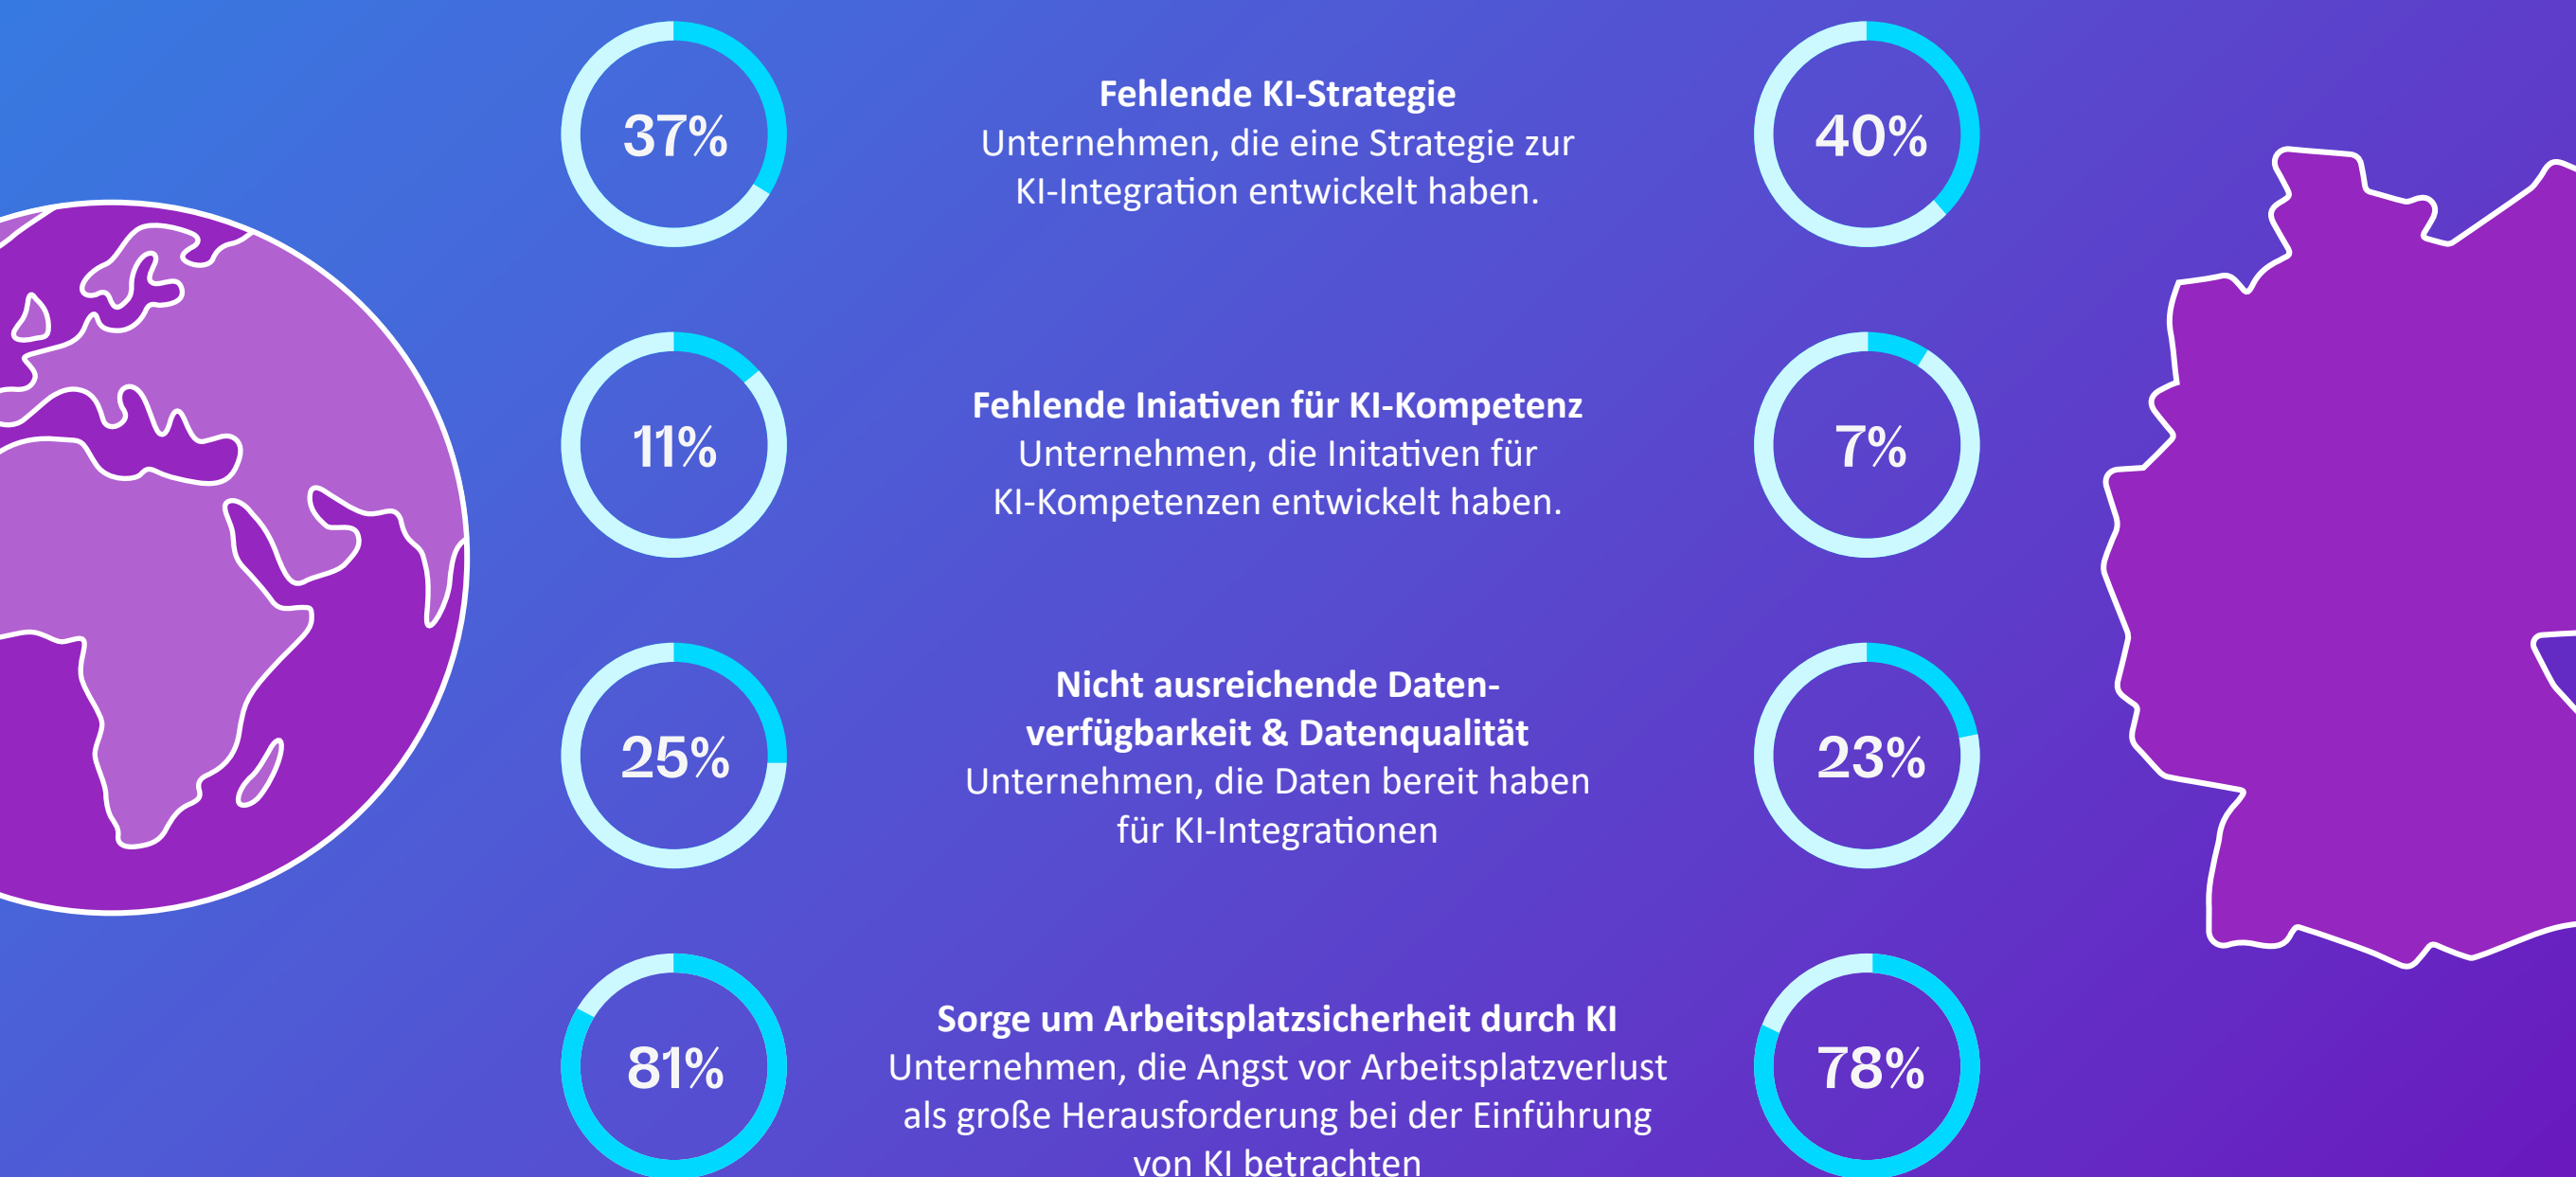 37%
Fehlende KI-Strategie
Unternehmen, die eine Strategie zur
KI-Integration entwickelt haben.
40%
11%
Fehlende Iniativen für KI-Kompetenz
Unternehmen, die Initativen für
KI-Kompetenzen entwickelt haben.
7%
25%
Nicht ausreichende Daten-
verfügbarkeit & Datenqualität
Unternehmen, die Daten bereit haben
für KI-Integrationen
23%
81%
Sorge um Arbeitsplatzsicherheit durch KI
Unternehmen, die Angst vor Arbeitsplatzverlust
als große Herausforderung bei der Einführung
von KI betrachten
78%